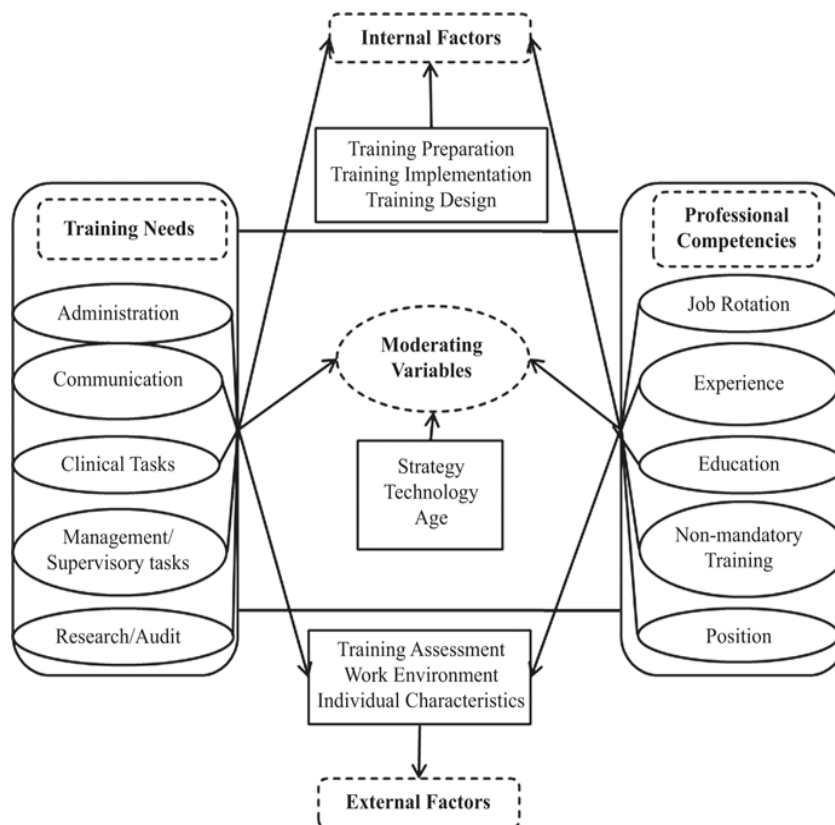 Internal Factors
Training Preparation
Training Implementation
Training Design
Training Needs
Administration
Communication
Clinical Tasks
Management/
Supervisory tasks
Research/Audit
Moderating
Variables
Strategy
Technology
Age
Professional
Competencies
Job Rotation
Experience
Education
Non-mandatory
Training
Position
Training Assessment
Work Environment
Individual Characteristics
External Factors